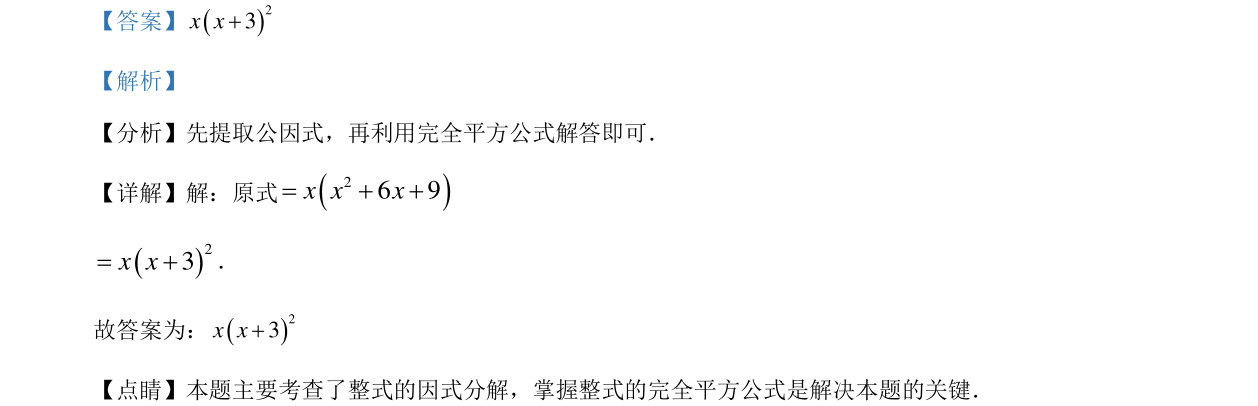 【答案】x(x+3)²
【解析】
【分析】先提取公因式，再利用完全平方公式解答即可．
【详解】解：原式= x(x²+6x+9)
= x(x+3)²．
故答案为：x(x+3)²
【点睛】本题主要考查了整式的因式分解，掌握整式的完全平方公式是解决本题的关键．